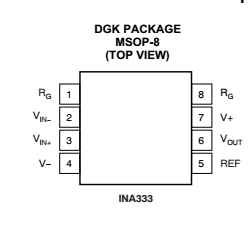 DGK PACKAGE
MSOP-8
(TOP VIEW)
RG 1 8 RG
VIN− 2 7 V+
VIN+ 3 6 VOUT
V− 4 5 REF
INA333